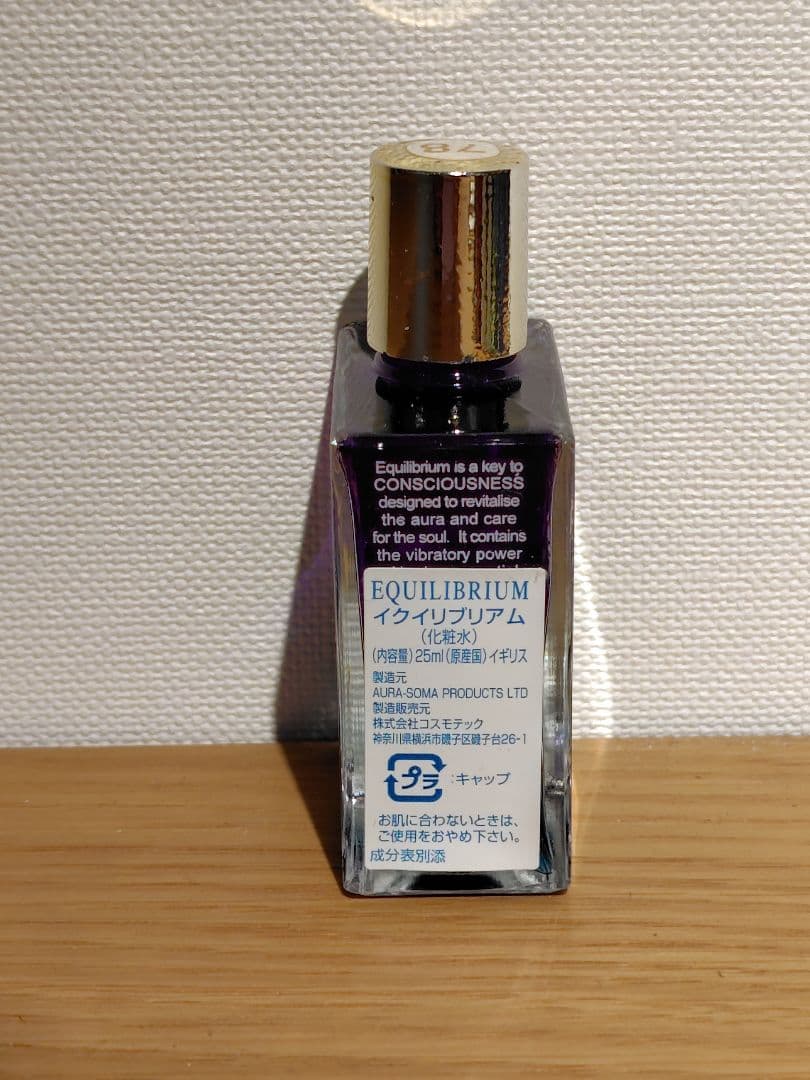 78
Equilibrium is a key to
CONSCIOUSNESS
designed to revitalise
the aura and care
for the soul. It contains
the vibratory power
EQUILIBRIUM
イクイリブリアム
(化粧水)
(内容量) 25ml (原産国) イギリス
製造元
AURA-SOMA PRODUCTS LTD
製造販売元
株式会社コスモテック
神奈川県横浜市磯子区磯子台26-1
プラ :キャップ
お肌に合わないときは、
ご使用をおやめ下さい。
成分表別添